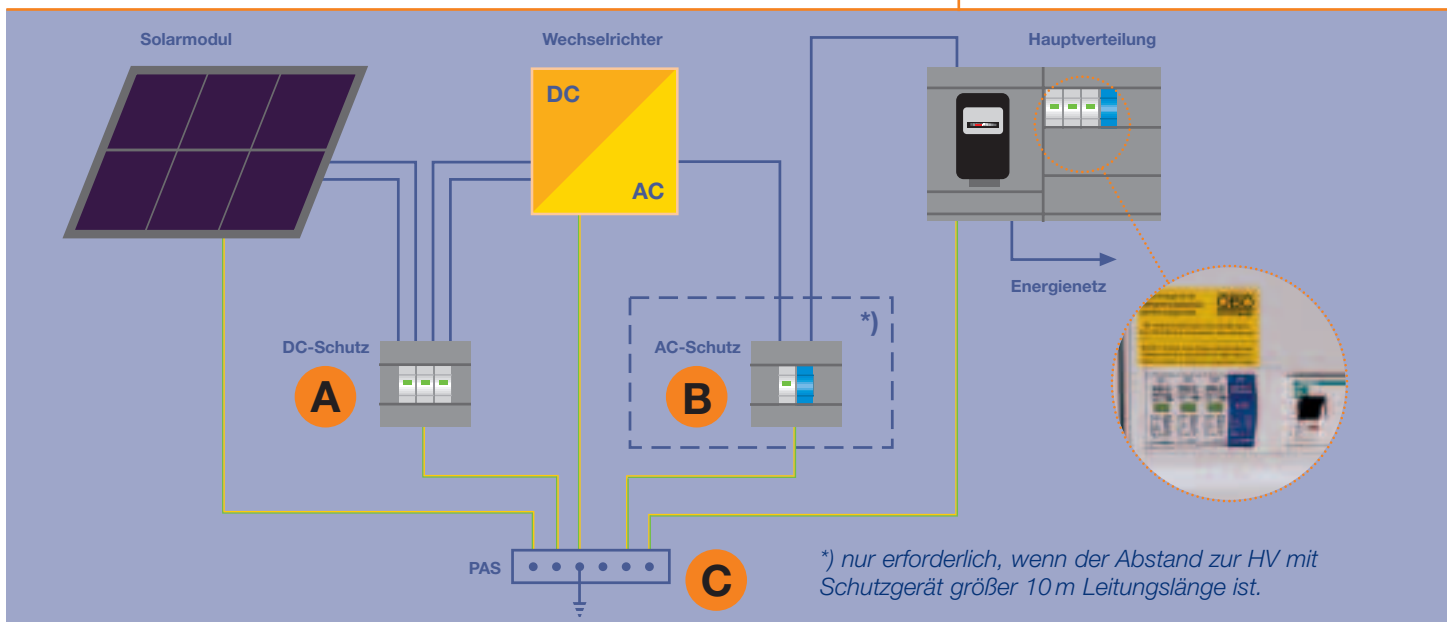 Solarmodul
Wechselrichter
Hauptverteilung
DC
AC
Energienetz
*)
DC-Schutz
AC-Schutz
A
B
OBO
PAS
C
*) nur erforderlich, wenn der Abstand zur HV mit
Schutzgerät größer 10 m Leitungslänge ist.